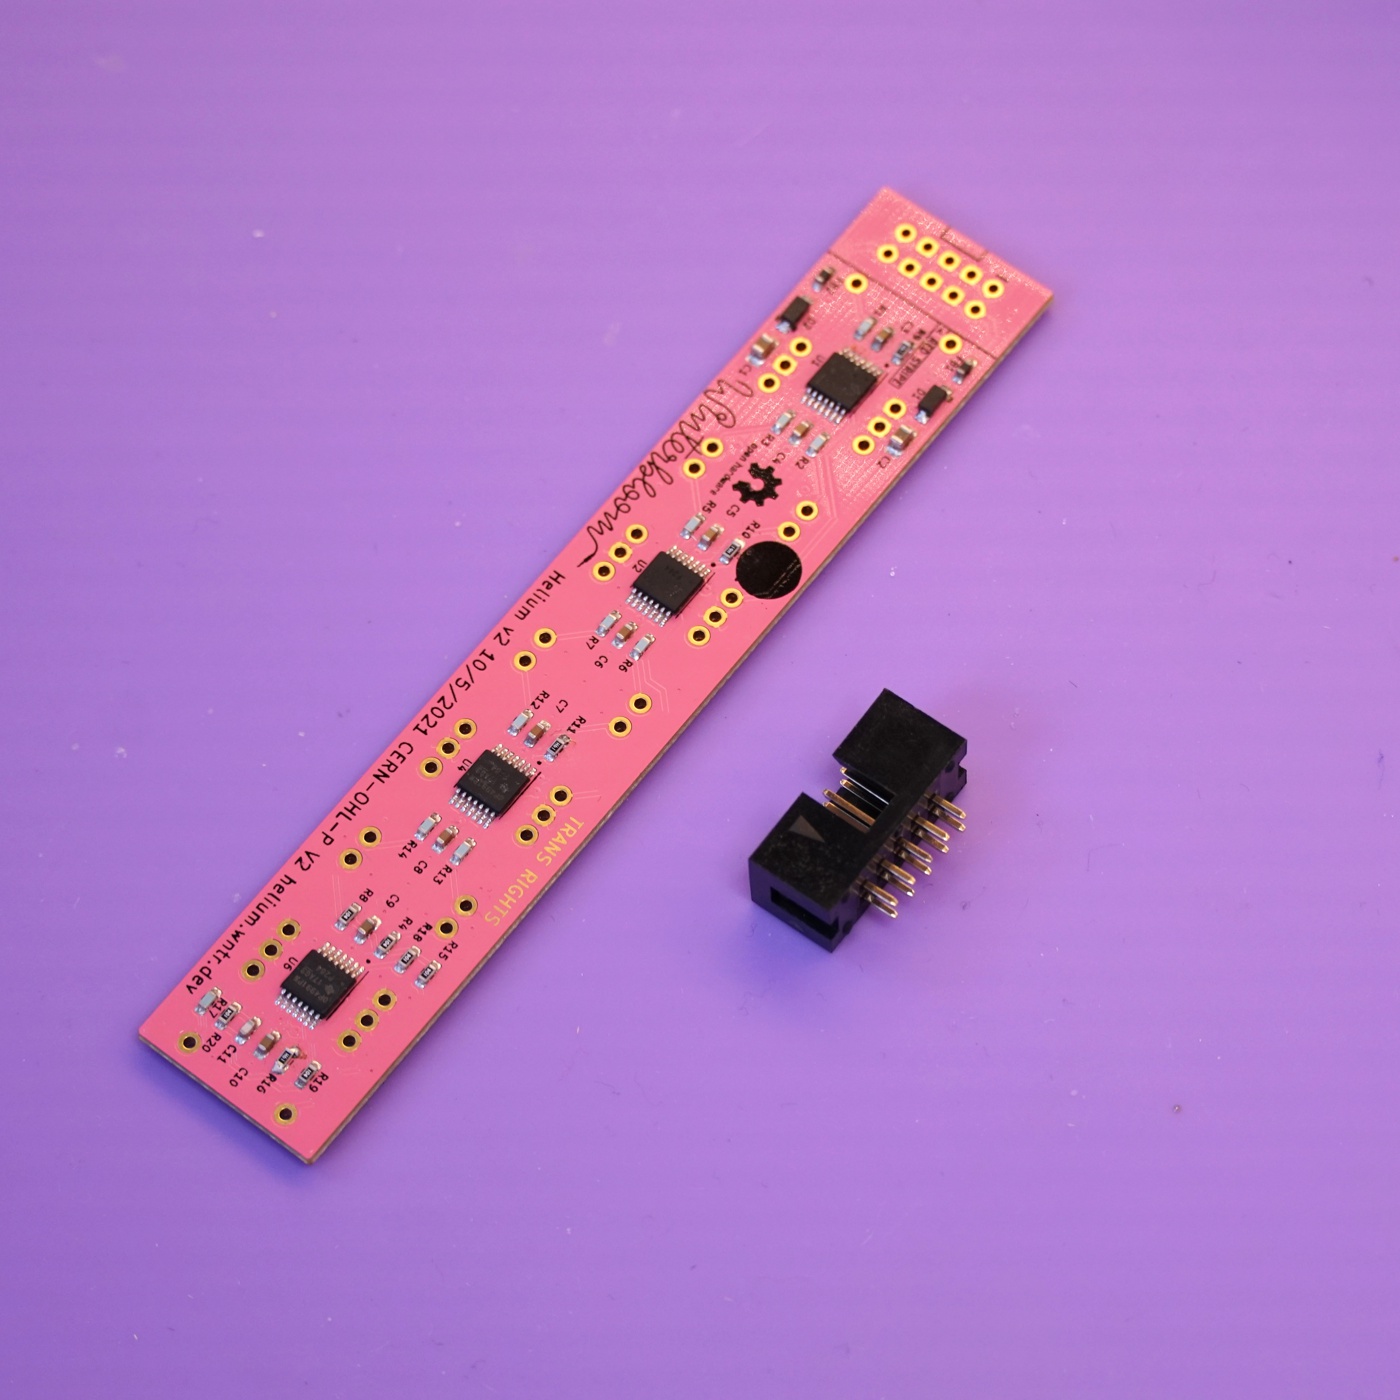 Winterbloom
Helium v2 10/5/2021 CERN-OHL-P V2 helium.wntr.dev
TRANS RIGHTS
open hardware
RED STRIPE
U1
C1
D2
D1
C2
R3
C4
R2
R5
C5
R10
U2
R7
C6
R6
R12
C7
R11
U4
R14
C8
R13
R8
C9
R4
R18
R15
U6
R17
R20
C11
C10
R16
R19